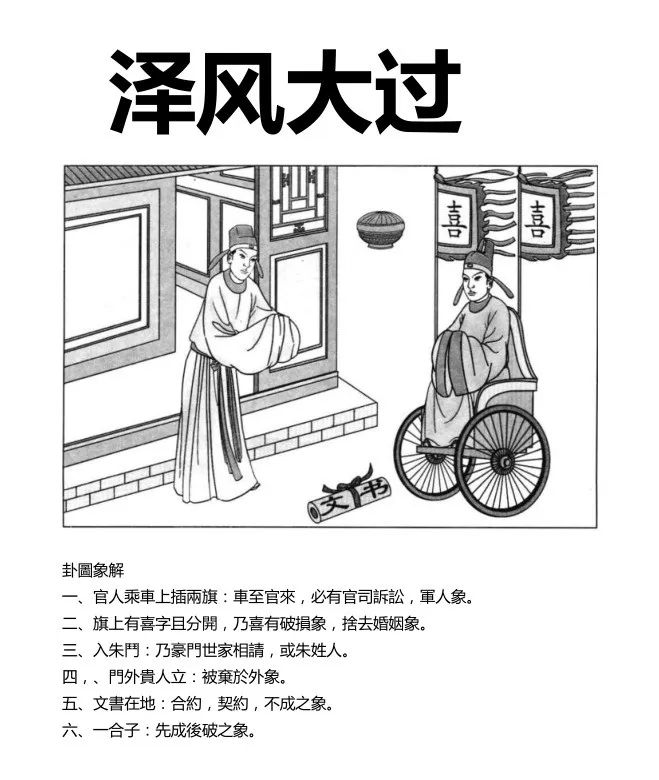 泽风大过
喜 喜
文书
卦圖象解
一、官人乘車上插兩旗：車至官來，必有官司訴訟，軍人象。
二、旗上有喜字且分開，乃喜有破損象，捨去婚姻象。
三、入朱門：乃豪門世家相請，或朱姓人。
四，、門外貴人立：被棄於外象。
五、文書在地：合約，契約，不成之象。
六、一合子：先成後破之象。